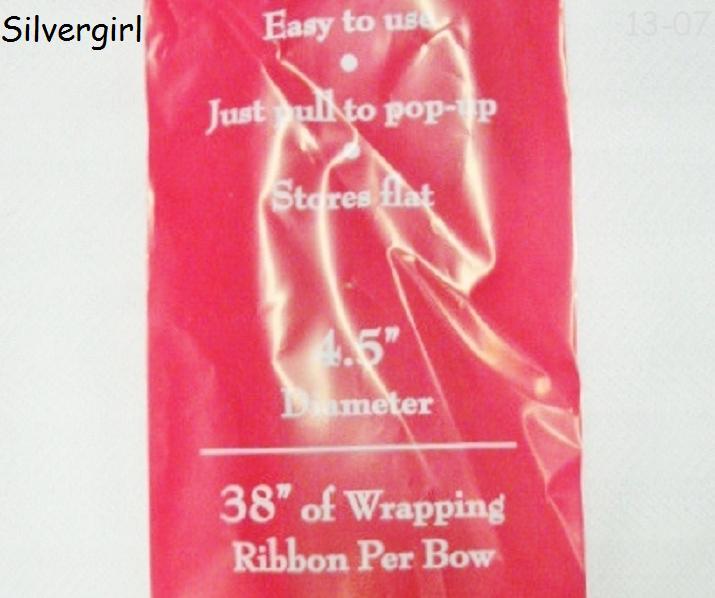 Silvergirl
13-07
Easy to use
•
Just pull to pop-up
•
Stores flat
4.5”
Diameter
38” of Wrapping
Ribbon Per Bow